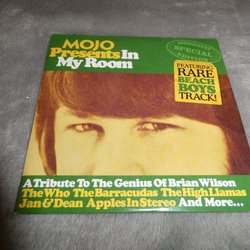 MOJO
Presents In
My Room
SPECIAL
EDITION
FEATURING
RARE
BEACH
BOYS
TRACK!
A Tribute To The Genius Of Brian Wilson
The Who The Barracudas The High Llamas
Jan & Dean Apples In Stereo And More...